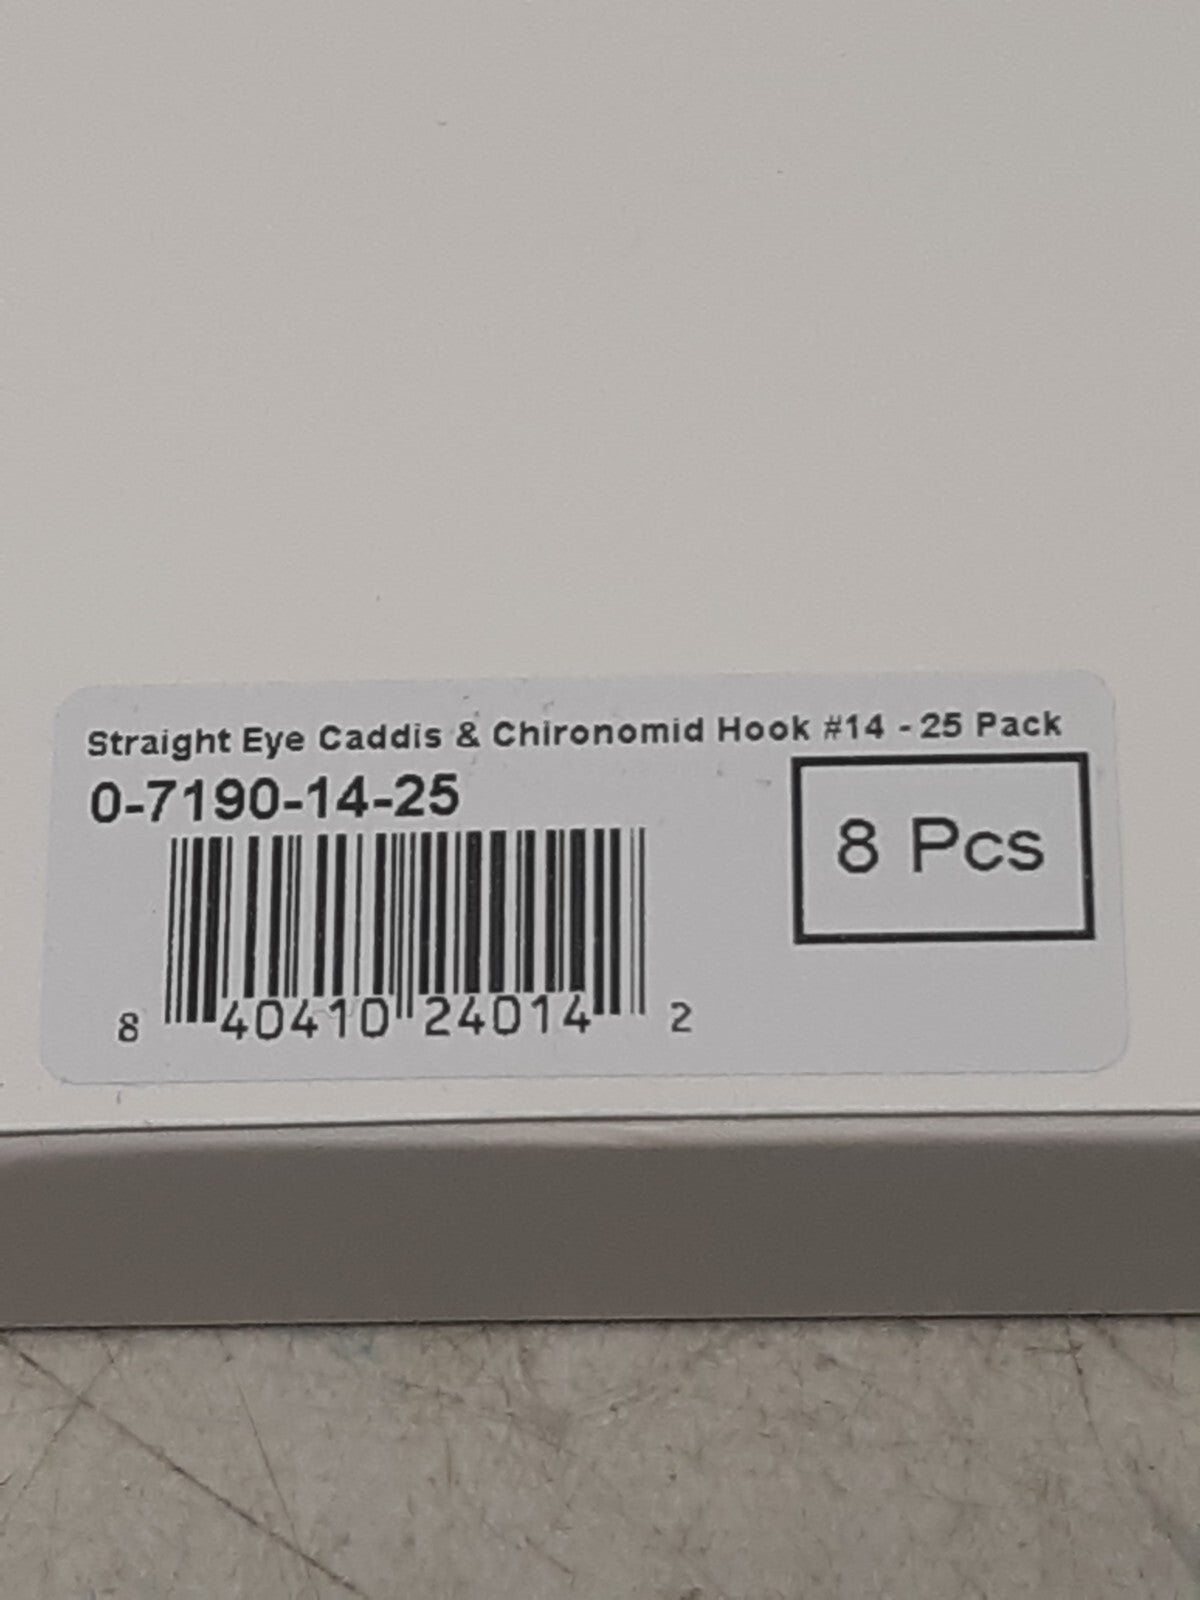 Straight Eye Caddis & Chironomid Hook #14 - 25 Pack
0-7190-14-25
8 Pcs
8 40410 24014 2